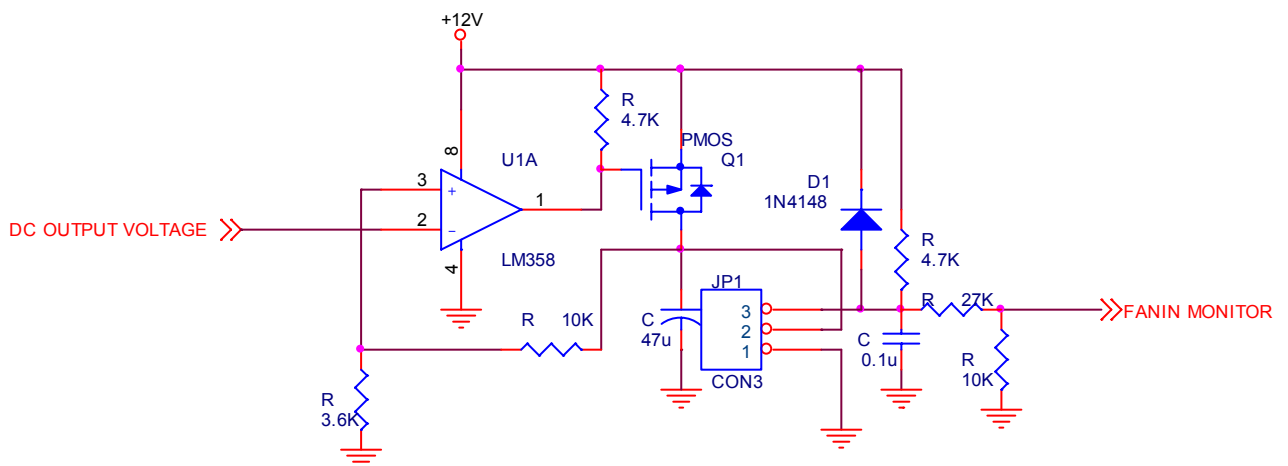 +12V
R
4.7K
PMOS
Q1
8
U1A
3
+
1
2
−
DC OUTPUT VOLTAGE
4
LM358
D1
1N4148
R
4.7K
JP1
R 27K
3
FANIN MONITOR
R 10K
C
47u
2
1
C
0.1u
R
10K
CON3
R
3.6K